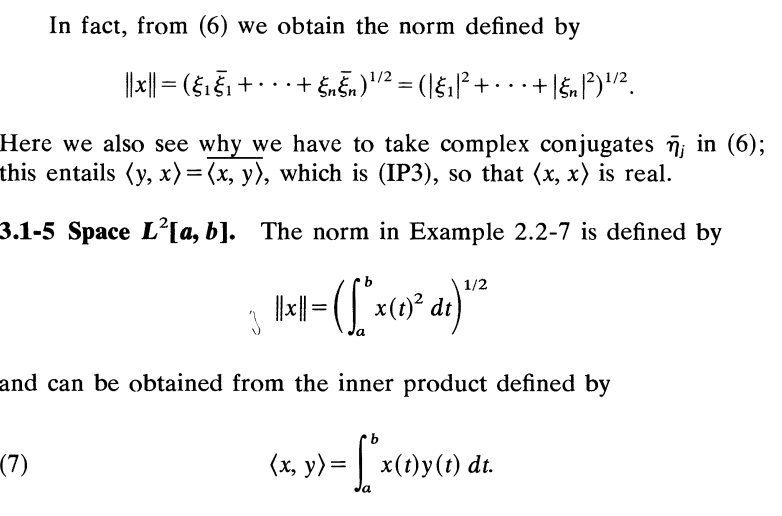 In fact, from (6) we obtain the norm defined by
‖x‖ = (ξ₁ξ̄₁ + · · · + ξₙξ̄ₙ)^{1/2} = (|ξ₁|² + · · · + |ξₙ|²)^{1/2}.
Here we also see why we have to take complex conjugates η̄ⱼ in (6);
this entails ⟨y, x⟩ = \overline{⟨x, y⟩}, which is (IP3), so that ⟨x, x⟩ is real.
3.1-5 Space L²[a, b]. The norm in Example 2.2-7 is defined by
‖x‖ = (∫ₐᵇ x(t)² dt)^{1/2}
and can be obtained from the inner product defined by
(7) ⟨x, y⟩ = ∫ₐᵇ x(t)y(t) dt.